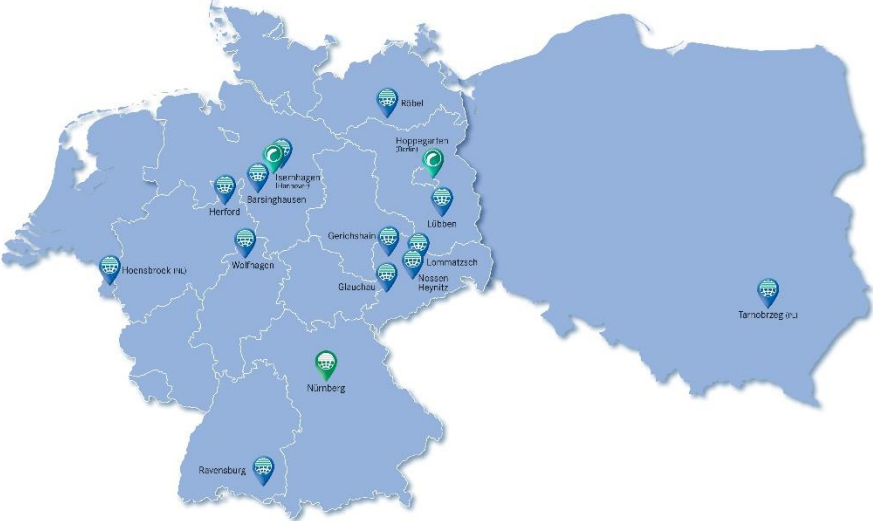 Röbel
Hoppegarten
(Berlin)
Isernhagen
(Hannover)
Barsinghausen
Herford
Lübben
Gerichshain
Wolfhagen
Lommatzsch
Hoensbroek (NL)
Nossen
Heynitz
Glauchau
Tarnobrzeg (PL)
Nürnberg
Ravensburg